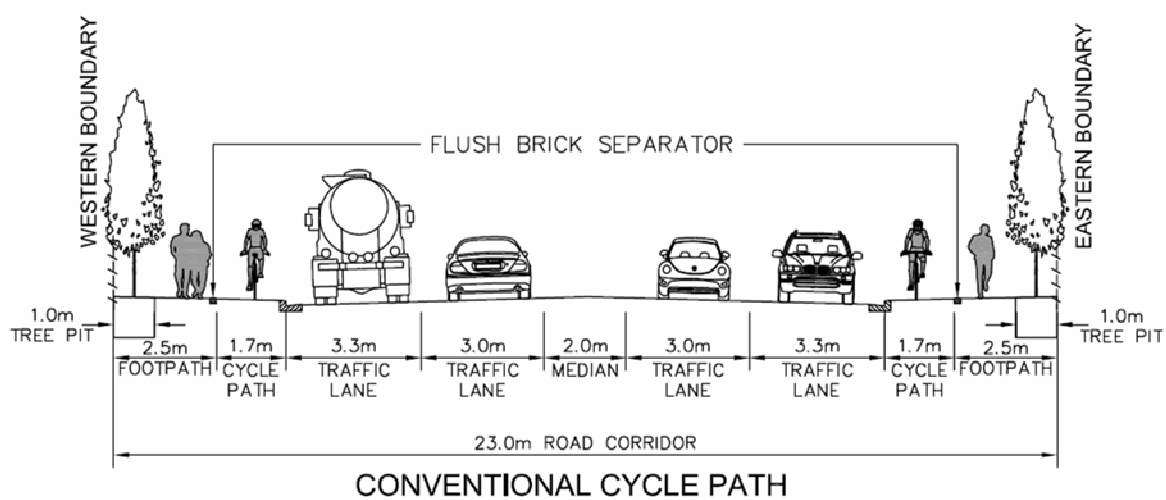 WESTERN BOUNDARY
EASTERN BOUNDARY
FLUSH BRICK SEPARATOR
1.0m
TREE PIT
1.0m
TREE PIT
2.5m
FOOTPATH
1.7m
CYCLE
PATH
3.3m
TRAFFIC
LANE
3.0m
TRAFFIC
LANE
2.0m
MEDIAN
3.0m
TRAFFIC
LANE
3.3m
TRAFFIC
LANE
1.7m
CYCLE
PATH
2.5m
FOOTPATH
23.0m ROAD CORRIDOR
CONVENTIONAL CYCLE PATH